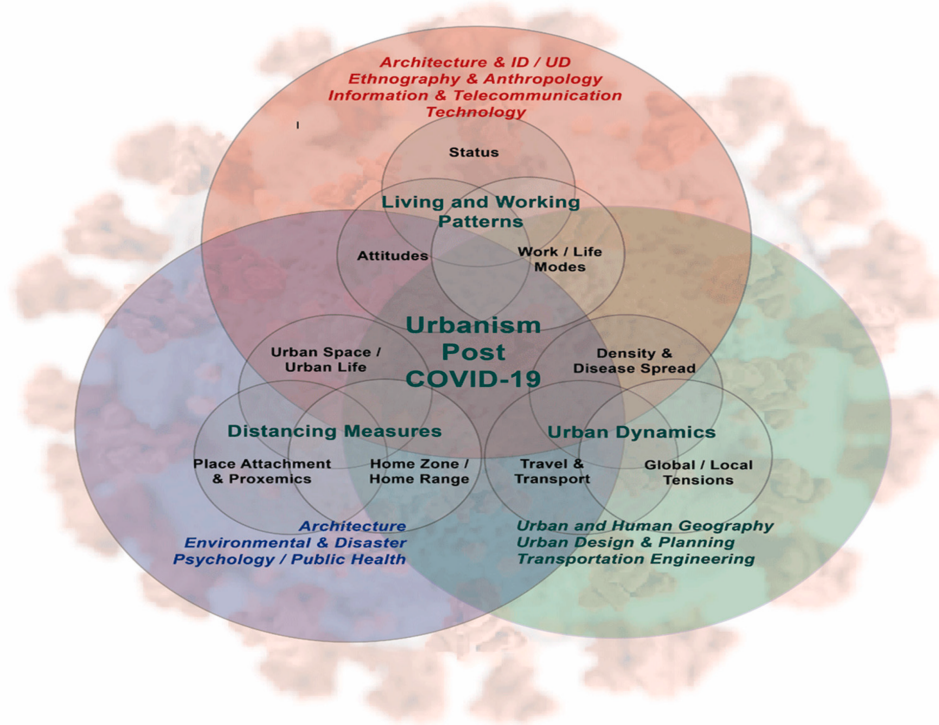 Architecture & ID / UD
Ethnography & Anthropology
Information & Telecommunication
Technology
Status
Living and Working
Patterns
Attitudes
Work / Life
Modes
Urbanism
Post
COVID-19
Urban Space /
Urban Life
Density &
Disease Spread
Distancing Measures
Urban Dynamics
Place Attachment
& Proxemics
Home Zone /
Home Range
Travel &
Transport
Global / Local
Tensions
Architecture
Environmental & Disaster
Psychology / Public Health
Urban and Human Geography
Urban Design & Planning
Transportation Engineering